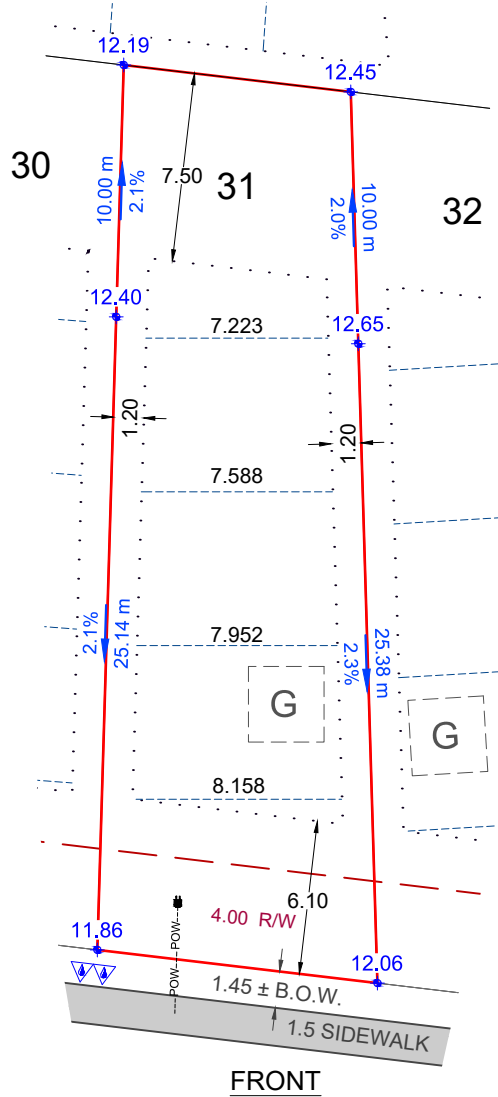 12.19
12.45
30
10.00 m
2.1%
7.50
31
10.00 m
2.0%
32
12.40
7.223
12.65
1.20
1.20
7.588
2.1%
25.14 m
7.952
2.3%
25.38 m
G
G
8.158
6.10
4.00 R/W
POW
POW
11.86
12.06
1.45 ± B.O.W.
1.5 SIDEWALK
FRONT